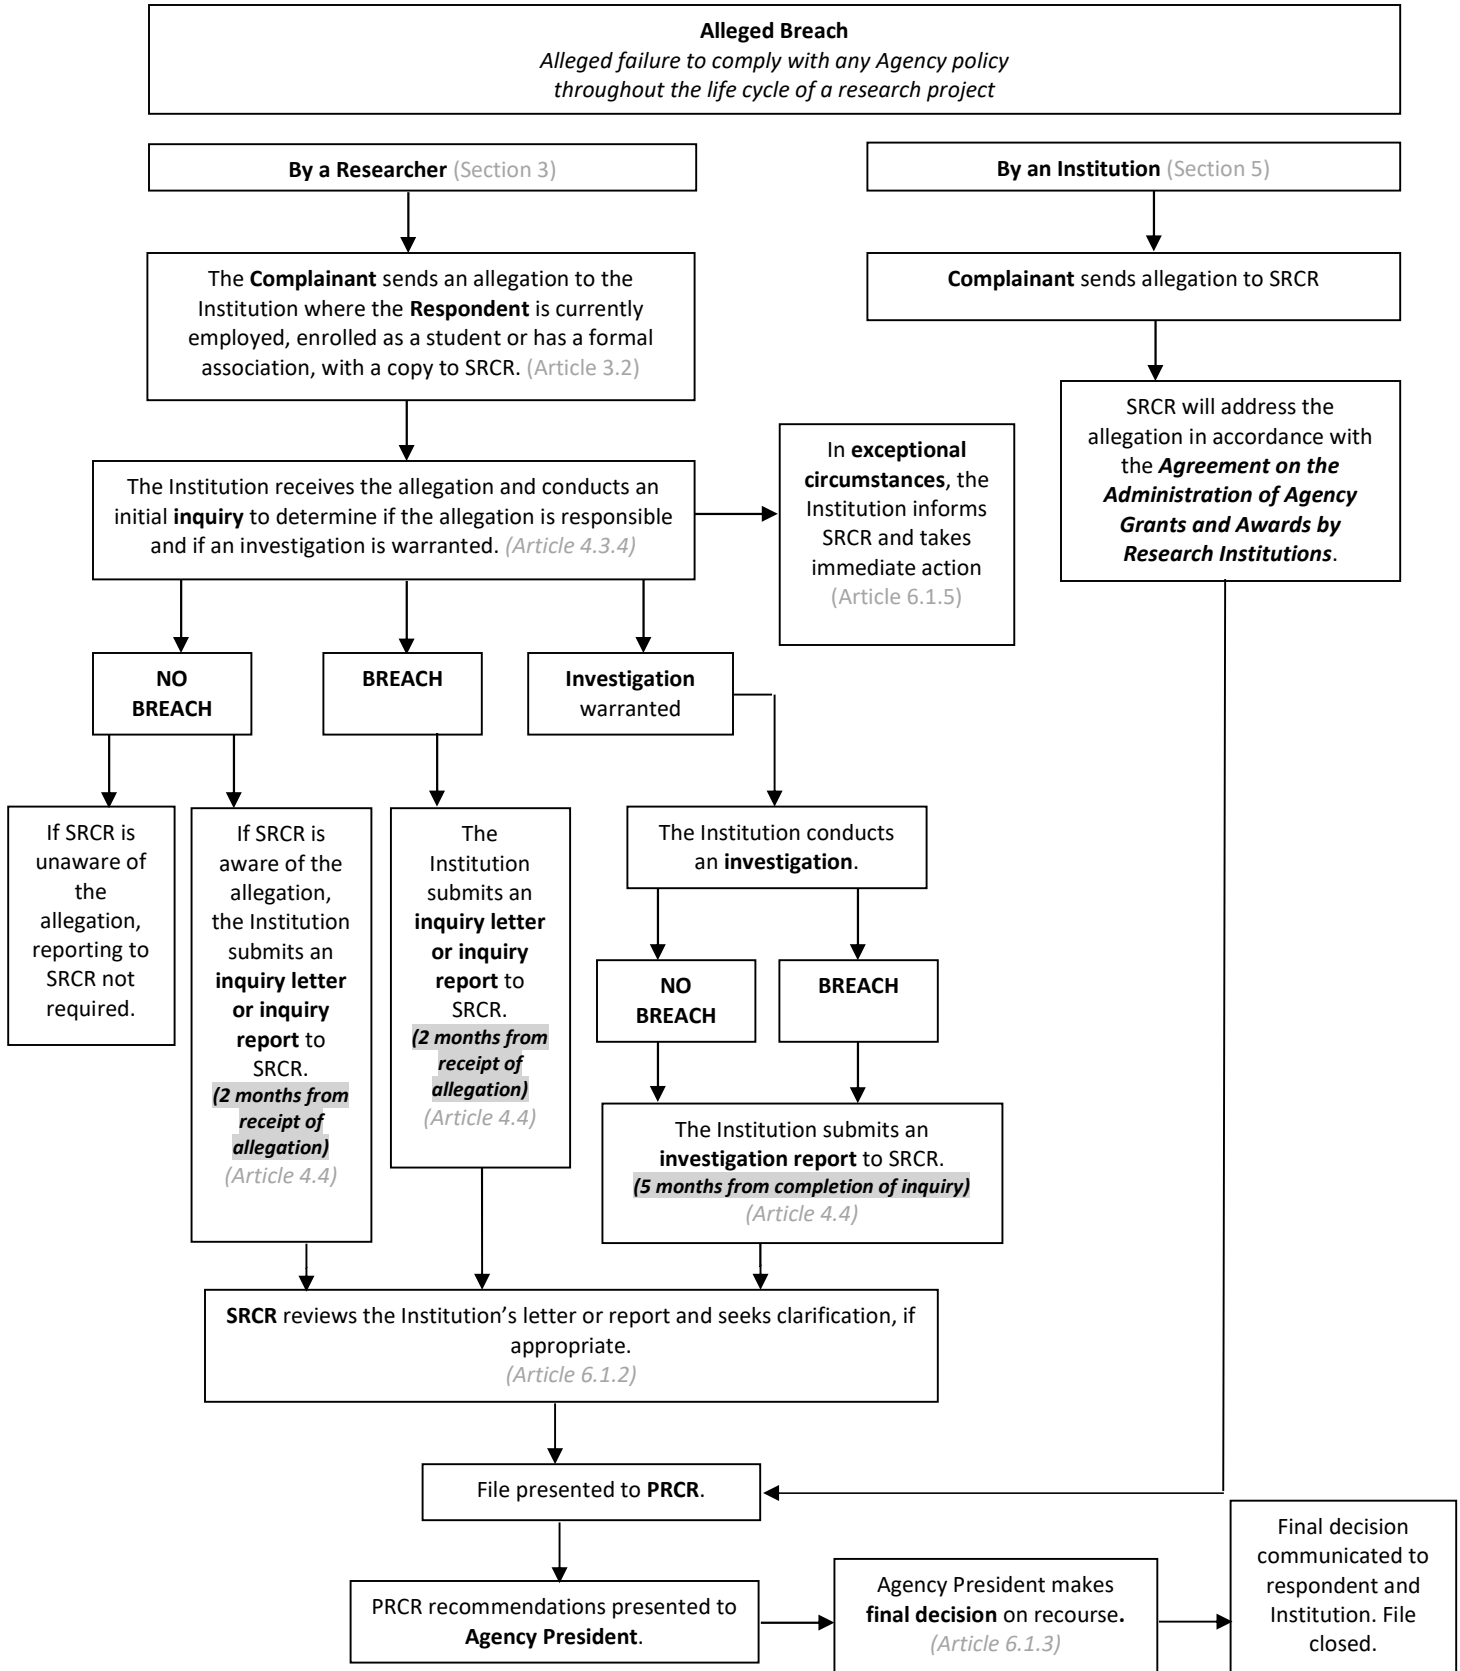 Alleged Breach
Alleged failure to comply with any Agency policy
throughout the life cycle of a research project
By a Researcher (Section 3)
By an Institution (Section 5)
The Complainant sends an allegation to the
Institution where the Respondent is currently
employed, enrolled as a student or has a formal
association, with a copy to SRCR. (Article 3.2)
Complainant sends allegation to SRCR
SRCR will address the
allegation in accordance with
the Agreement on the
Administration of Agency
Grants and Awards by
Research Institutions.
The Institution receives the allegation and conducts an
initial inquiry to determine if the allegation is responsible
and if an investigation is warranted. (Article 4.3.4)
In exceptional
circumstances, the
Institution informs
SRCR and takes
immediate action
(Article 6.1.5)
NO
BREACH
BREACH
Investigation
warranted
If SRCR is
unaware of
the
allegation,
reporting to
SRCR not
required.
If SRCR is
aware of the
allegation,
the Institution
submits an
inquiry letter
or inquiry
report to
SRCR.
(2 months from
receipt of
allegation)
(Article 4.4)
The
Institution
submits an
inquiry letter
or inquiry
report to
SRCR.
(2 months from
receipt of
allegation)
(Article 4.4)
The Institution conducts
an investigation.
NO
BREACH
BREACH
The Institution submits an
investigation report to SRCR.
(5 months from completion of inquiry)
(Article 4.4)
SRCR reviews the Institution’s letter or report and seeks clarification, if
appropriate.
(Article 6.1.2)
File presented to PRCR.
PRCR recommendations presented to
Agency President.
Agency President makes
final decision on recourse.
(Article 6.1.3)
Final decision
communicated to
respondent and
Institution. File
closed.